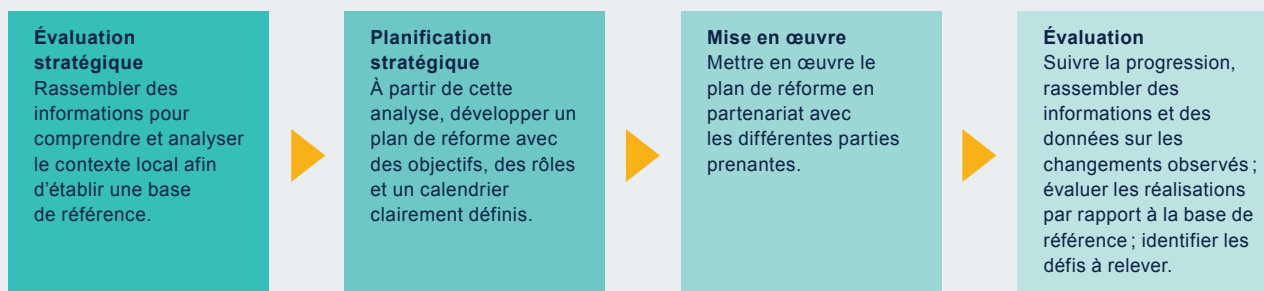 Évaluation
stratégique
Rassembler des
informations pour
comprendre et analyser
le contexte local afin
d’établir une base
de référence.
Planification
stratégique
À partir de cette
analyse, développer un
plan de réforme avec
des objectifs, des rôles
et un calendrier
clairement définis.
Mise en œuvre
Mettre en œuvre le
plan de réforme en
partenariat avec
les différentes parties
prenantes.
Évaluation
Suivre la progression,
rassembler des
informations et des
données sur les
changements observés ;
évaluer les réalisations
par rapport à la base de
référence ; identifier les
défis à relever.